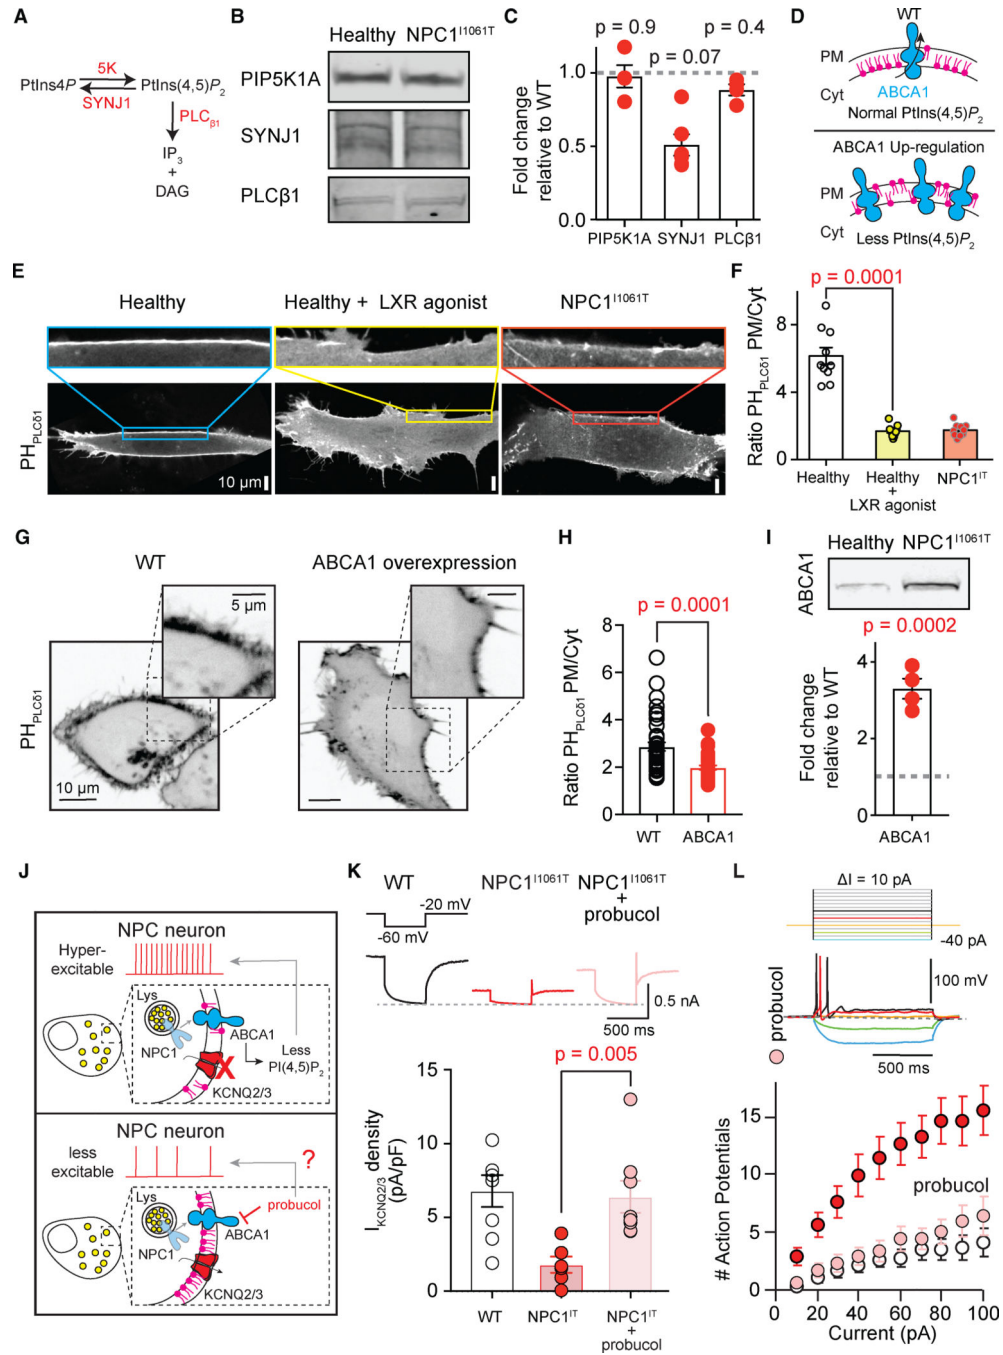 A
5K
PtIns4P
PtIns(4,5)P2
SYNJ1
PLCβ1
IP3
+
DAG
B
Healthy NPC1I1061T
PIP5K1A
SYNJ1
PLCβ1
C
p = 0.9
p = 0.4
p = 0.07
Fold change
relative to WT
1.0
0.5
0.0
PIP5K1A SYNJ1 PLCβ1
D
WT
PM
Cyt
ABCA1
Normal PtIns(4,5)P2
ABCA1 Up-regulation
PM
Cyt
Less PtIns(4,5)P2
E
Healthy
Healthy + LXR agonist
NPC1I1061T
PHPLCδ1
10 µm
F
p = 0.0001
Ratio PHPLCδ1 PM/Cyt
8
4
0
Healthy
Healthy
+
LXR agonist
NPC1IT
G
WT
ABCA1 overexpression
5 µm
PHPLCδ1
10 µm
H
p = 0.0001
Ratio PHPLCδ1 PM/Cyt
8
6
4
2
0
WT ABCA1
I
Healthy NPC1I1061T
ABCA1
p = 0.0002
Fold change
relative to WT
4
2
0
ABCA1
J
NPC neuron
Hyper-
excitable
Lys
NPC1
ABCA1
Less
PI(4,5)P2
X
KCNQ2/3
NPC neuron
less
excitable
?
Lys
probucol
NPC1
ABCA1
KCNQ2/3
K
WT
NPC1I1061T
NPC1I1061T
+
probucol
-20 mV
-60 mV
0.5 nA
500 ms
p = 0.005
IKCNQ2/3 density
(pA/pF)
15
10
5
0
WT
NPC1IT
NPC1IT
+
probucol
L
ΔI = 10 pA
-40 pA
100 mV
probucol
500 ms
# Action Potentials
15
10
5
0
probucol
20 40 60 80 100
Current (pA)